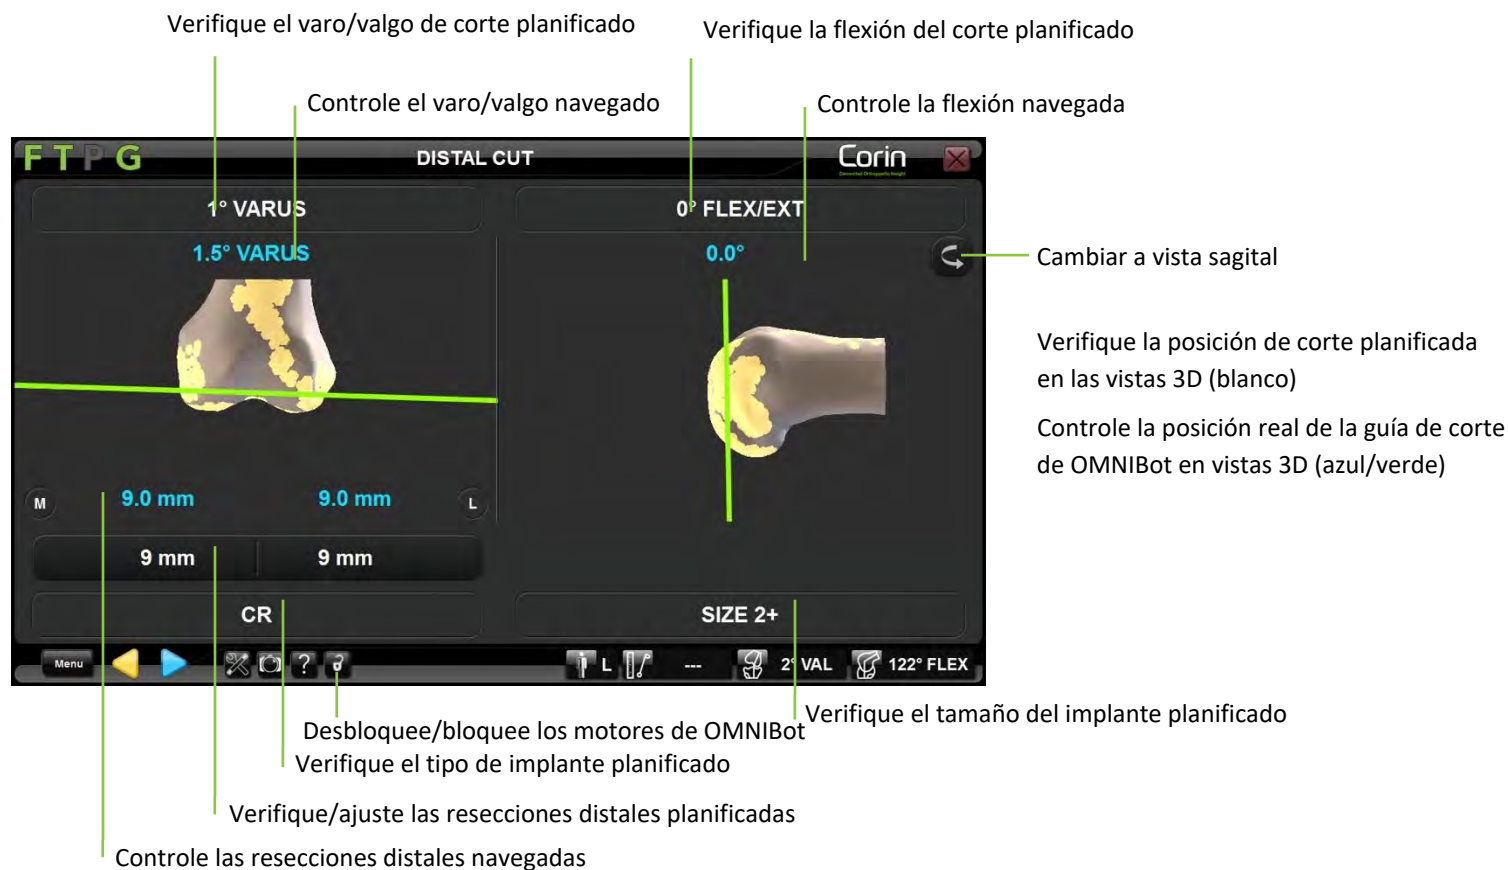 Verifique el varo/valgo de corte planificado
Verifique la flexión del corte planificado
Controle el varo/valgo navegado
Controle la flexión navegada
F T P G
DISTAL CUT
Corin
1° VARUS
0° FLEX/EXT
1.5° VARUS
0.0°
Cambiar a vista sagital
Verifique la posición de corte planificada
en las vistas 3D (blanco)
Controle la posición real de la guía de corte
de OMNIBot en vistas 3D (azul/verde)
M
9.0 mm
9.0 mm
L
9 mm
9 mm
CR
SIZE 2+
Menu
?
L
---
2° VAL
122° FLEX
Desbloquee/bloquee los motores de OMNIBot
Verifique el tamaño del implante planificado
Verifique el tipo de implante planificado
Verifique/ajuste las resecciones distales planificadas
Controle las resecciones distales navegadas